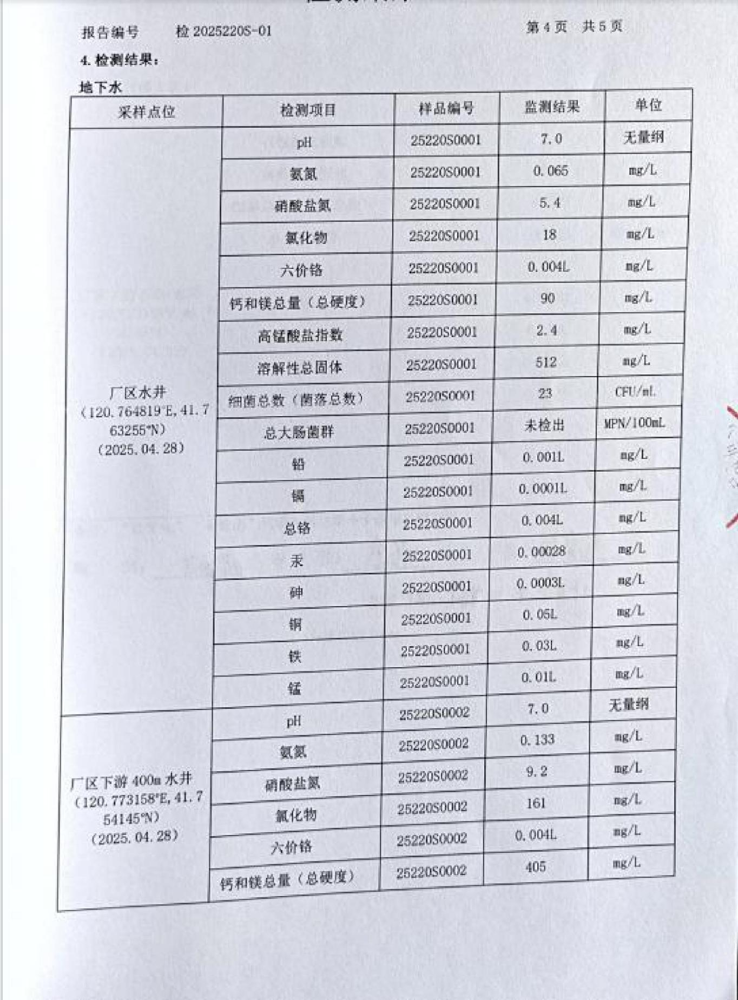 报告编号 检 2025220S-01 第 4 页 共 5 页
4. 检测结果:
地下水
采样点位 检测项目 样品编号 监测结果 单位
pH 25220S0001 7.0 无量纲
氨氮 25220S0001 0.065 mg/L
硝酸盐氮 25220S0001 5.4 mg/L
氯化物 25220S0001 18 mg/L
六价铬 25220S0001 0.004L mg/L
钙和镁总量（总硬度） 25220S0001 90 mg/L
高锰酸盐指数 25220S0001 2.4 mg/L
溶解性总固体 25220S0001 512 mg/L
厂区水井
（120.764819°E,41.7
63255°N）
（2025.04.28）
细菌总数（菌落总数） 25220S0001 23 CFU/mL
总大肠菌群 25220S0001 未检出 MPN/100mL
铅 25220S0001 0.001L mg/L
镉 25220S0001 0.0001L mg/L
总铬 25220S0001 0.004L mg/L
汞 25220S0001 0.00028 mg/L
砷 25220S0001 0.0003L mg/L
铜 25220S0001 0.05L mg/L
铁 25220S0001 0.03L mg/L
锰 25220S0001 0.01L mg/L
pH 25220S0002 7.0 无量纲
氨氮 25220S0002 0.133 mg/L
厂区下游 400m 水井
（120.773158°E,41.7
54145°N）
（2025.04.28）
硝酸盐氮 25220S0002 9.2 mg/L
氯化物 25220S0002 161 mg/L
六价铬 25220S0002 0.004L mg/L
钙和镁总量（总硬度） 25220S0002 405 mg/L